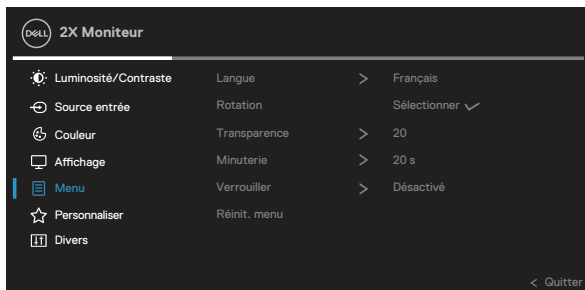 DELL 2X Moniteur
Luminosité/Contraste Langue > Français
Source entrée Rotation Sélectionner ✓
Couleur Transparence > 20
Affichage Minuterie > 20 s
Menu Verrouiller > Désactivé
Personnaliser Réinit. menu
Divers
< Quitter